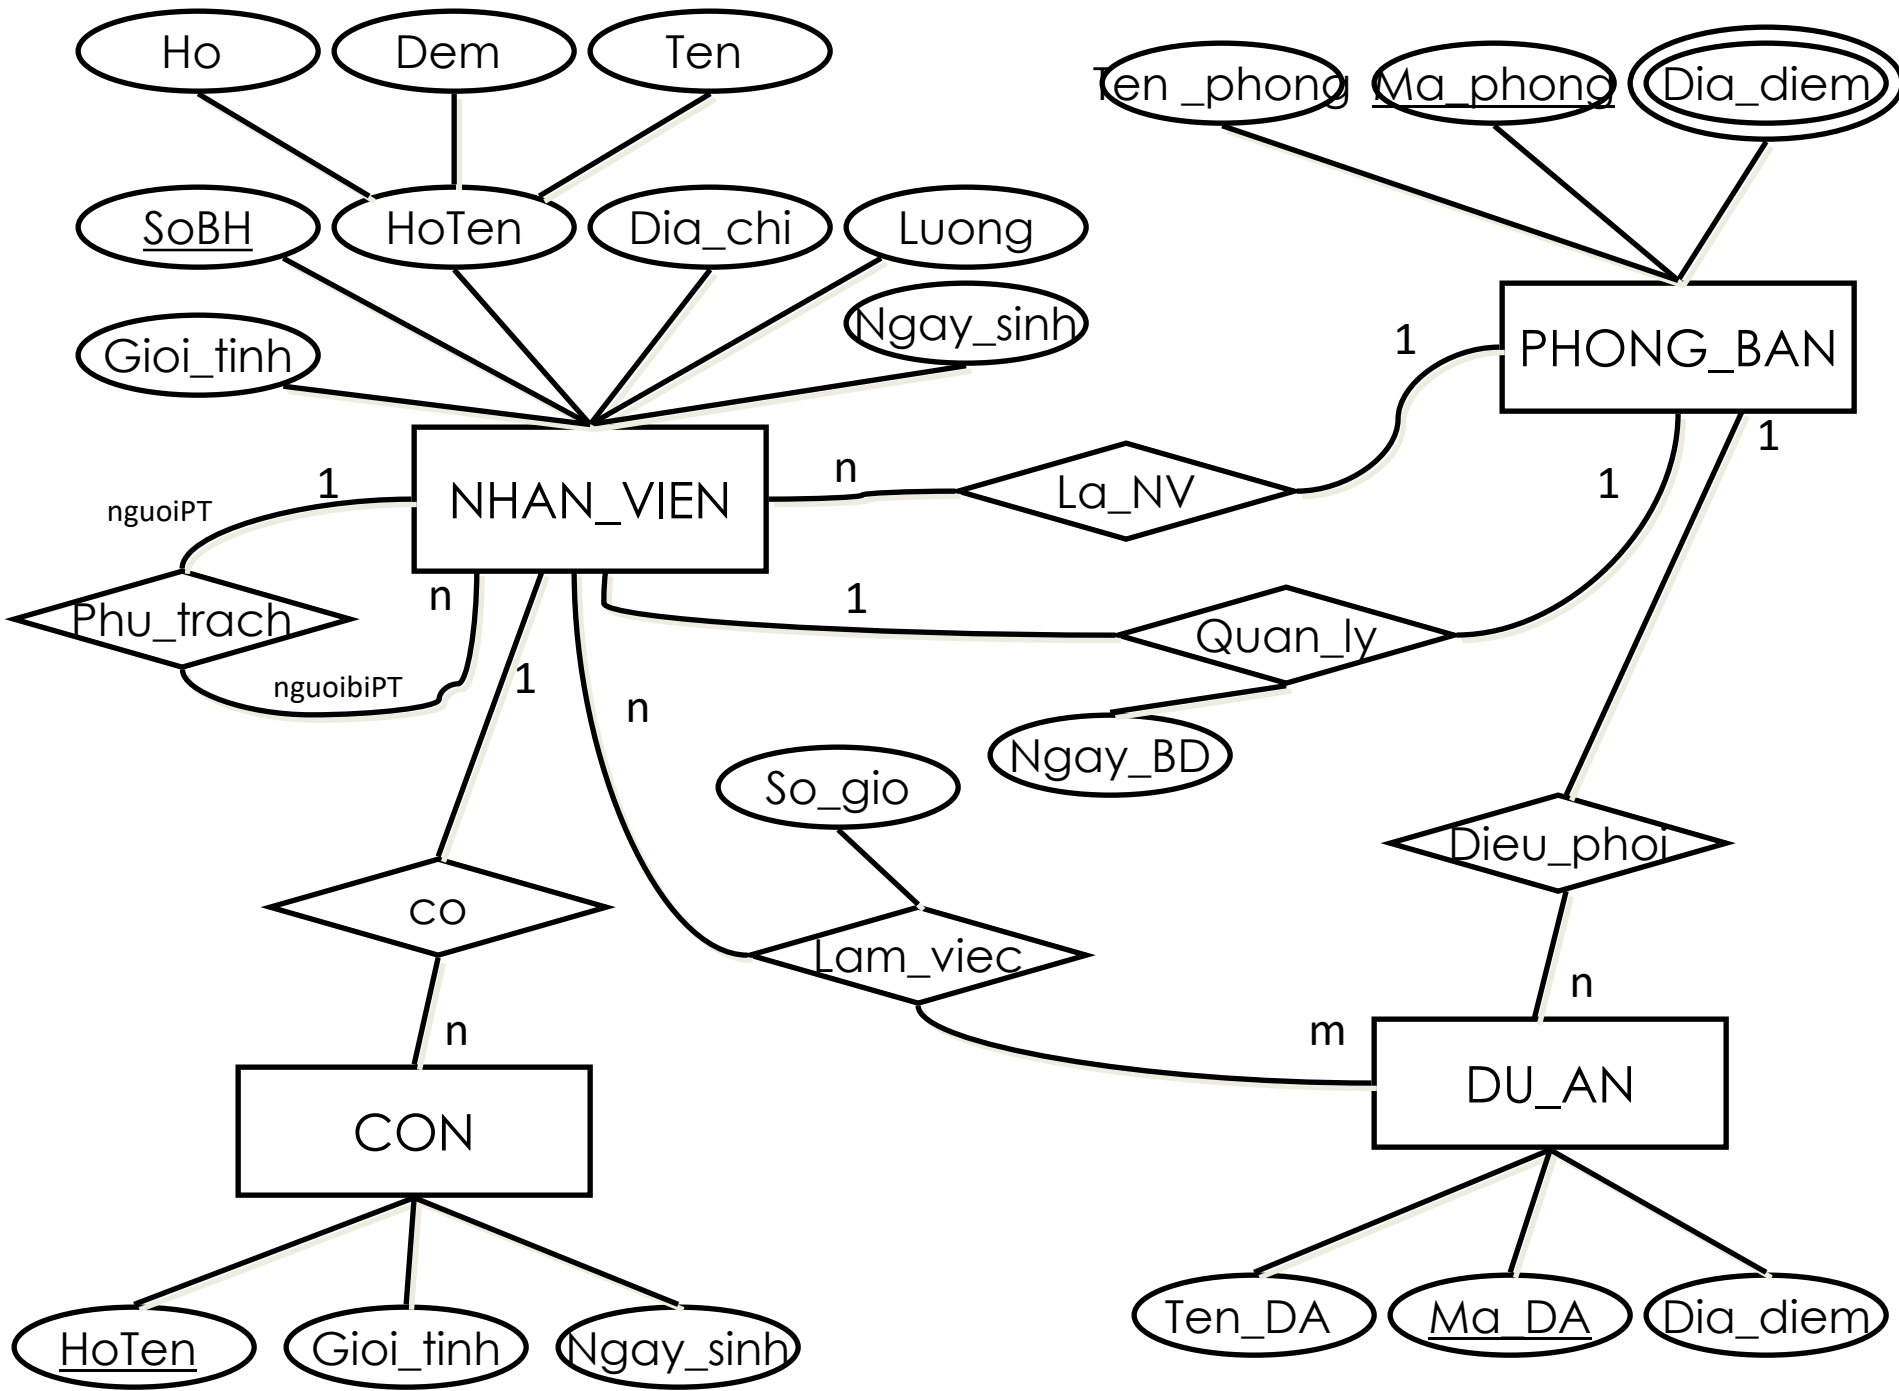 Ho
Dem
Ten
Ten _phong
Ma_phong
Dia_diem
SoBH
HoTen
Dia_chi
Luong
Gioi_tinh
Ngay_sinh
1
PHONG_BAN
1
1
nguoiPT
1
NHAN_VIEN
n
La_NV
n
Phu_trach
nguoibiPT
1
n
1
Quan_ly
Ngay_BD
So_gio
Dieu_phoi
co
Lam_viec
n
m
n
CON
DU_AN
HoTen
Gioi_tinh
Ngay_sinh
Ten_DA
Ma_DA
Dia_diem